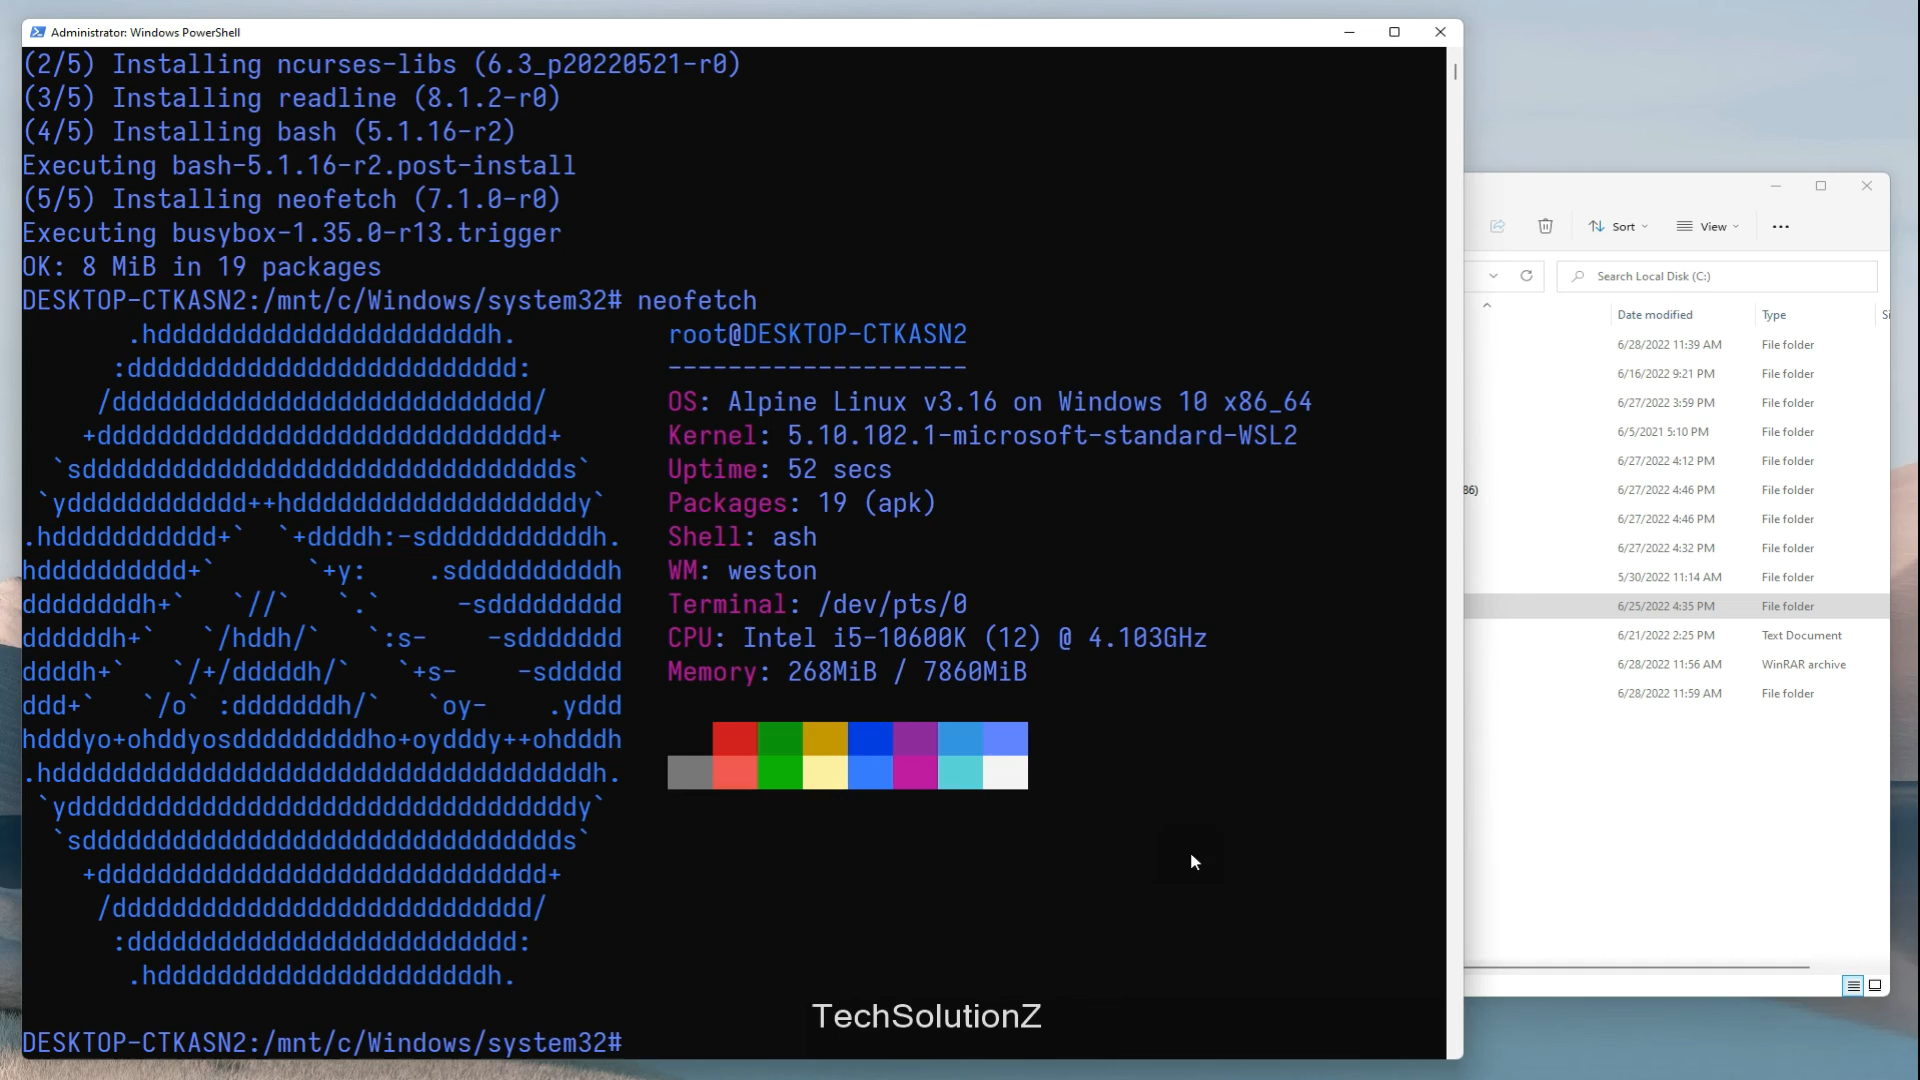 Administrator: Windows PowerShell
(2/5) Installing ncurses-libs (6.3_p20220521-r0)
(3/5) Installing readline (8.1.2-r0)
(4/5) Installing bash (5.1.16-r2)
Executing bash-5.1.16-r2.post-install
(5/5) Installing neofetch (7.1.0-r0)
Executing busybox-1.35.0-r13.trigger
OK: 8 MiB in 19 packages
DESKTOP-CTKASN2:/mnt/c/Windows/system32# neofetch
root@DESKTOP-CTKASN2
--------------------
OS: Alpine Linux v3.16 on Windows 10 x86_64
Kernel: 5.10.102.1-microsoft-standard-WSL2
Uptime: 52 secs
Packages: 19 (apk)
Shell: ash
WM: weston
Terminal: /dev/pts/0
CPU: Intel i5-10600K (12) @ 4.103GHz
Memory: 268MiB / 7860MiB
DESKTOP-CTKASN2:/mnt/c/Windows/system32#
TechSolutionZ
Sort View
Search Local Disk (C:)
Date modified Type Si
6/28/2022 11:39 AM File folder
6/16/2022 9:21 PM File folder
6/27/2022 3:59 PM File folder
6/5/2021 5:10 PM File folder
6/27/2022 4:12 PM File folder
86) 6/27/2022 4:46 PM File folder
6/27/2022 4:46 PM File folder
6/27/2022 4:32 PM File folder
5/30/2022 11:14 AM File folder
6/25/2022 4:35 PM File folder
6/21/2022 2:25 PM Text Document
6/28/2022 11:56 AM WinRAR archive
6/28/2022 11:59 AM File folder